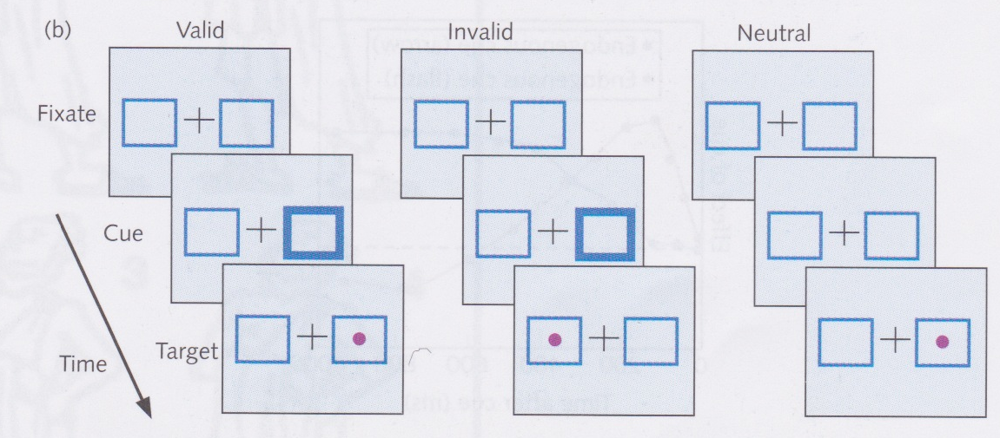 (b)
Valid
Invalid
Neutral
Fixate
Cue
Target
Time